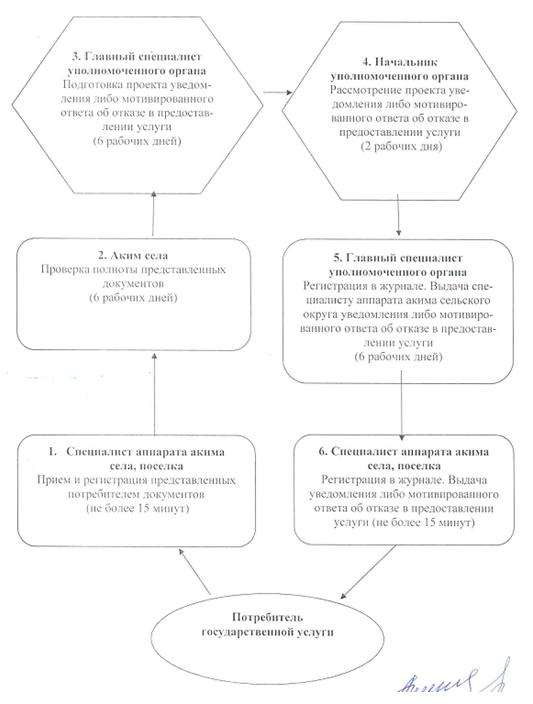 3. Главный специалист
уполномоченного органа
Подготовка проекта уведом-
ления либо мотивированного
ответа об отказе в предостав-
лении услуги
(6 рабочих дней)
4. Начальник
уполномоченного органа
Рассмотрение проекта уве-
домления либо мотивиро-
ванного ответа об отказе в
предоставлении услуги
(2 рабочих дня)
2. Аким села
Проверка полноты представленных
документов
(6 рабочих дней)
5. Главный специалист
уполномоченного органа
Регистрация в журнале. Выдача спе-
циалисту аппарата акима сельского
округа уведомления либо мотивиро-
ванного ответа об отказе в предостав-
лении услуги
(6 рабочих дней)
1. Специалист аппарата акима
села, поселка
Прием и регистрация представленных
потребителем документов
(не более 15 минут)
6. Специалист аппарата акима
села, поселка
Регистрация в журнале. Выдача
уведомления либо мотивированного
ответа об отказе в предоставлении
услуги (не более 15 минут)
Потребитель
государственной услуги